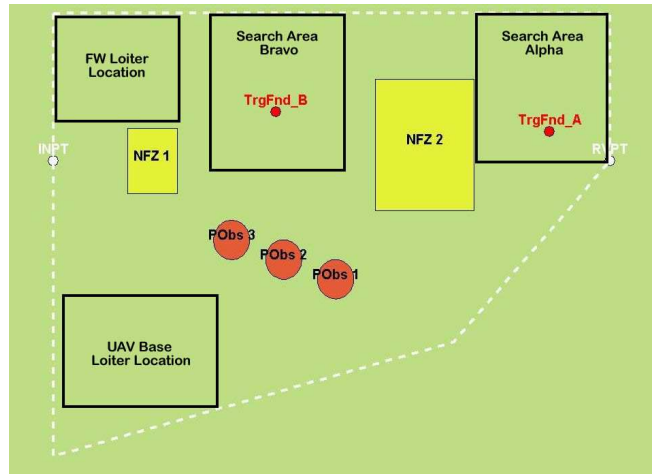 FW Loiter
Location
Search Area
Bravo
Search Area
Alpha
TrgFnd_B
TrgFnd_A
NFZ 2
INPT
NFZ 1
RVPT
PObs 3
PObs 2
PObs 1
UAV Base
Loiter Location